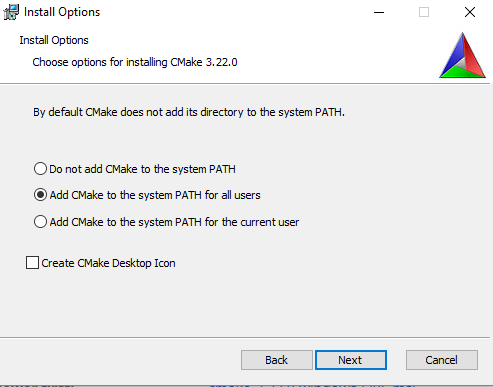 Install Options
Install Options
Choose options for installing CMake 3.22.0
By default CMake does not add its directory to the system PATH.
Do not add CMake to the system PATH
Add CMake to the system PATH for all users
Add CMake to the system PATH for the current user
Create CMake Desktop Icon
Back Next Cancel